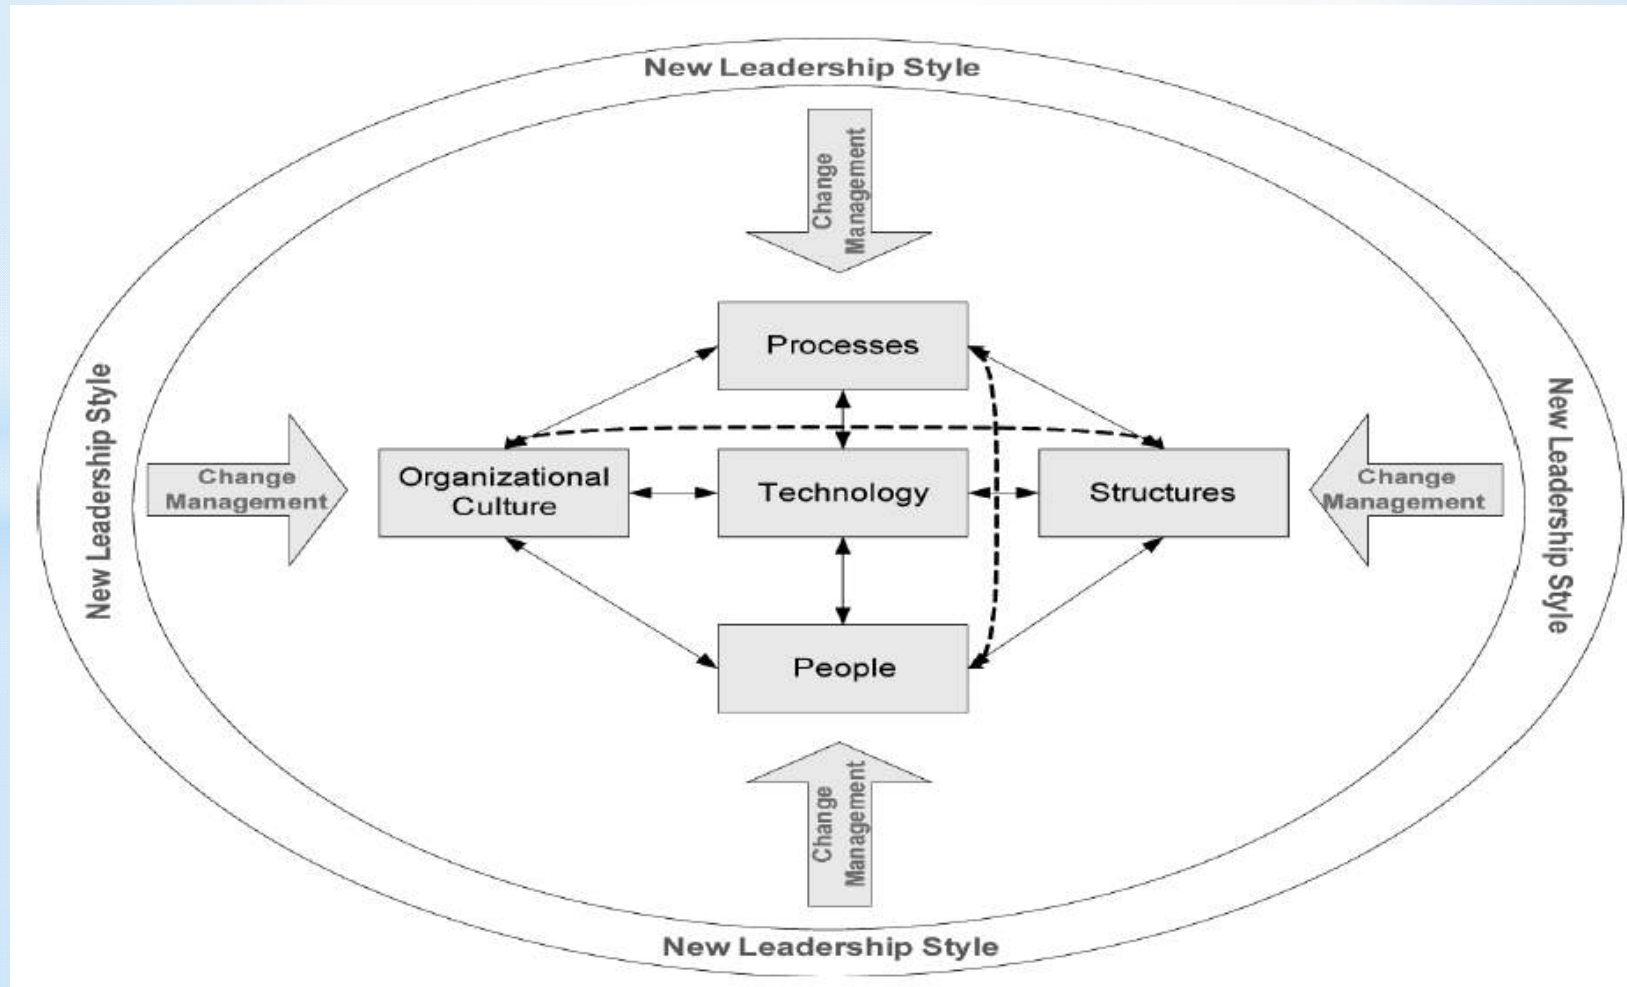 New Leadership Style
Change
Management
Processes
New Leadership Style
Change
Management
Organizational
Culture
Technology
Structures
Change
Management
New Leadership Style
People
Change
Management
New Leadership Style